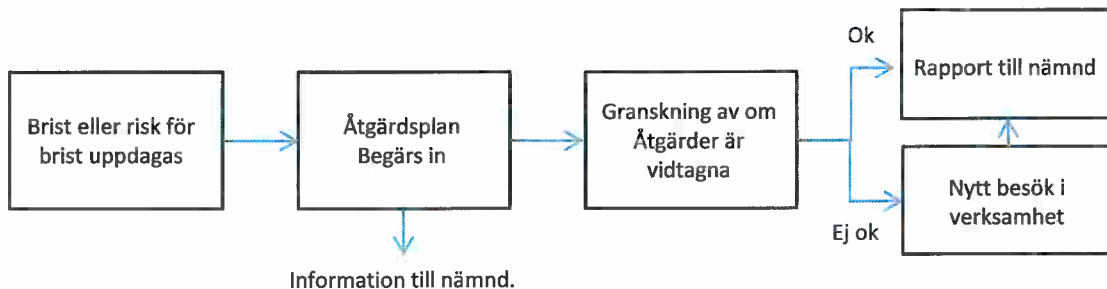 Brist eller risk för
brist uppdagas
Åtgärdsplan
Begärs in
Information till nämnd.
Granskning av om
Åtgärder är
vidtagna
Ok
Rapport till nämnd
Ej ok
Nytt besök i
verksamhet